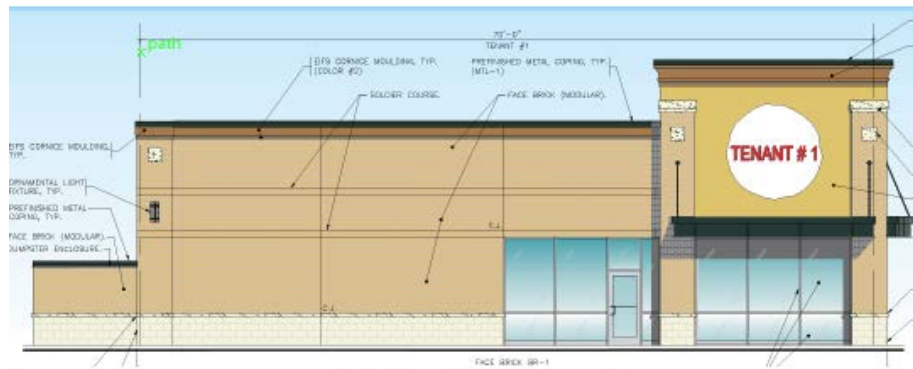 path
70'-0"
TENANT #1
EIFS CORNICE MOULDING, TYP.
(COLOR #2)
PREFINISHED METAL COPING, TYP.
(MTL-1)
SOLDIER COURSE.
FACE BRICK (MODULAR).
EIFS CORNICE MOULDING,
TYP.
TENANT # 1
ORNAMENTAL LIGHT
FIXTURE, TYP.
PREFINISHED METAL
COPING, TYP.
FACE BRICK (MODULAR).
DUMPSTER ENCLOSURE.
C.J.
C.J.
FACE BRICK BR-1